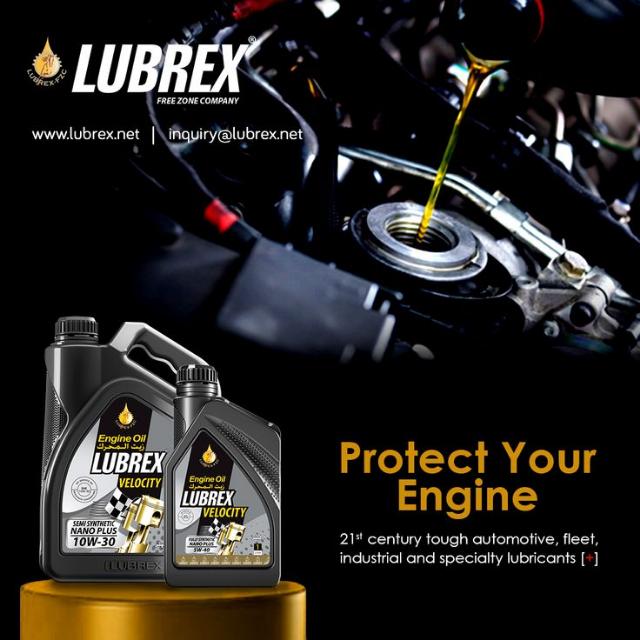 LUBREX®
FREE ZONE COMPANY
LUBREX-FZC
www.lubrex.net | inquiry@lubrex.net
Engine Oil
زيت المحرك
LUBREX
VELOCITY
SEMI SYNTHETIC
NANO PLUS
10W-30
LUBREX
Engine Oil
زيت المحرك
LUBREX
VELOCITY
FULLY SYNTHETIC
NANO PLUS
5W-40
Protect Your
Engine
21st century tough automotive, fleet,
industrial and specialty lubricants [+]